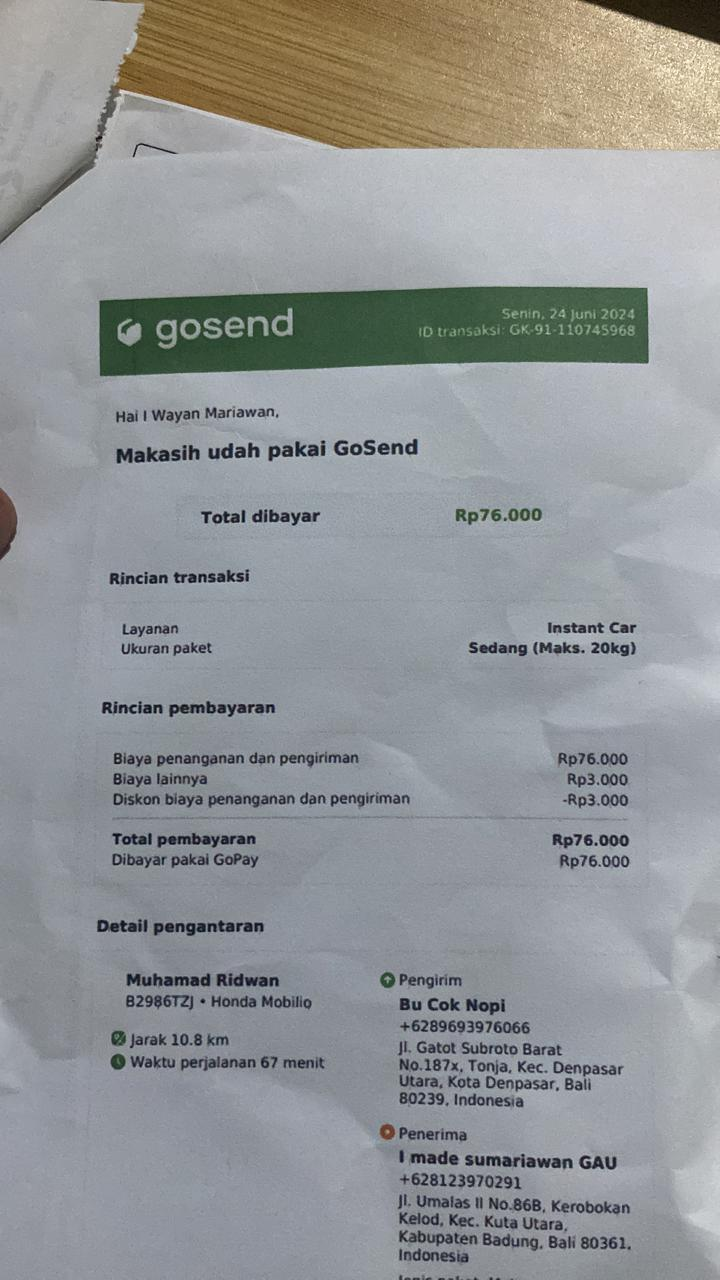 gosend
Senin, 24 Juni 2024
ID transaksi: GK-91-110745968
Hai I Wayan Mariawan,
Makasih udah pakai GoSend
Total dibayar Rp76.000
Rincian transaksi
Layanan Instant Car
Ukuran paket Sedang (Maks. 20kg)
Rincian pembayaran
Biaya penanganan dan pengiriman Rp76.000
Biaya lainnya Rp3.000
Diskon biaya penanganan dan pengiriman -Rp3.000
Total pembayaran Rp76.000
Dibayar pakai GoPay Rp76.000
Detail pengantaran
Muhamad Ridwan
B2986TZJ • Honda Mobilio
Jarak 10.8 km
Waktu perjalanan 67 menit
Pengirim
Bu Cok Nopi
+6289693976066
Jl. Gatot Subroto Barat
No.187x, Tonja, Kec. Denpasar
Utara, Kota Denpasar, Bali
80239, Indonesia
Penerima
I made sumariawan GAU
+628123970291
Jl. Umalas II No.86B, Kerobokan
Kelod, Kec. Kuta Utara,
Kabupaten Badung, Bali 80361,
Indonesia